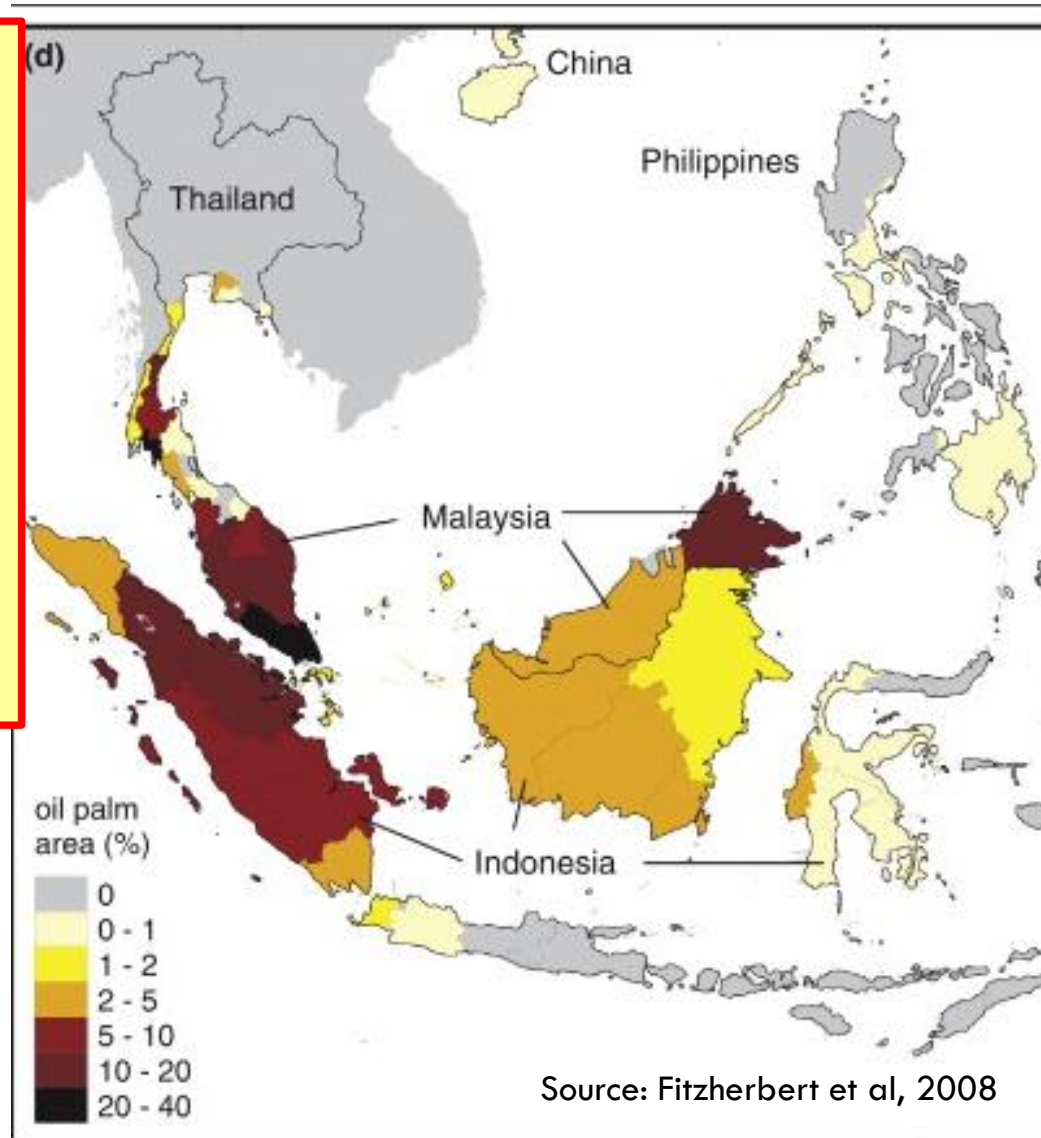 (d)
China
Philippines
Thailand
Malaysia
Indonesia
oil palm
area (%)
0
0 - 1
1 - 2
2 - 5
5 - 10
10 - 20
20 - 40
Source: Fitzherbert et al, 2008